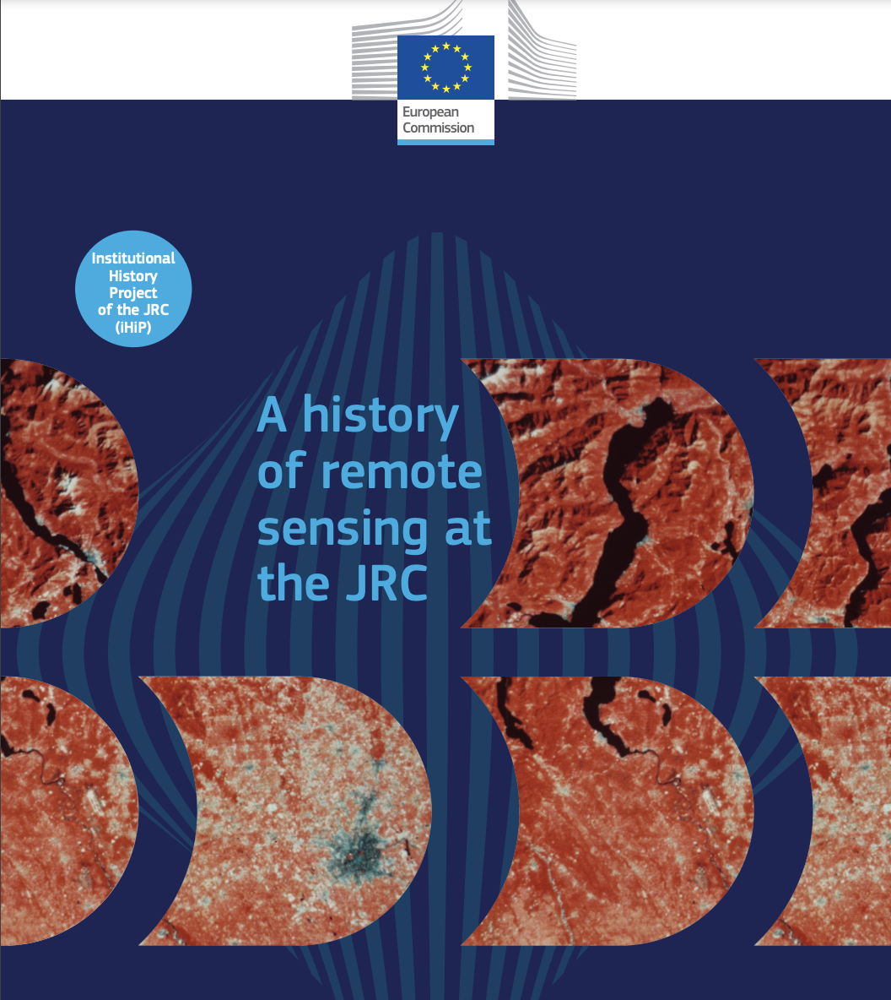 European
Commission
Institutional
History
Project
of the JRC
(iHiP)
A history
of remote
sensing at
the JRC